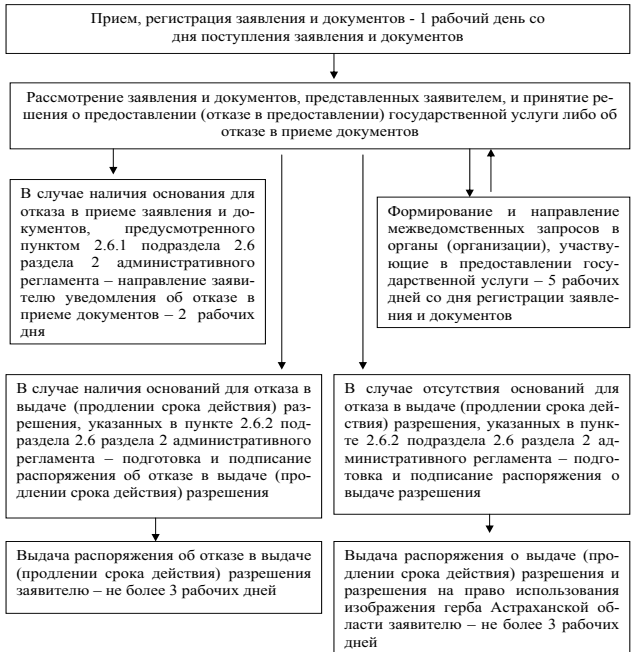 Прием, регистрация заявления и документов - 1 рабочий день со
дня поступления заявления и документов
Рассмотрение заявления и документов, представленных заявителем, и принятие ре-
шения о предоставлении (отказе в предоставлении) государственной услуги либо об
отказе в приеме документов
В случае наличия основания для
отказа в приеме заявления и до-
кументов, предусмотренного
пунктом 2.6.1 подраздела 2.6
раздела 2 административного
регламента – направление заяви-
телю уведомления об отказе в
приеме документов – 2 рабочих
дня
Формирование и направление
межведомственных запросов в
органы (организации), участву-
ющие в предоставлении госу-
дарственной услуги – 5 рабочих
дней со дня регистрации заявле-
ния и документов
В случае наличия оснований для отказа в
выдаче (продлении срока действия) раз-
решения, указанных в пункте 2.6.2 под-
раздела 2.6 раздела 2 административного
регламента – подготовка и подписание
распоряжения об отказе в выдаче (про-
длении срока действия) разрешения
В случае отсутствия оснований для
отказа в выдаче (продлении срока дей-
ствия) разрешения, указанных в пунк-
те 2.6.2 подраздела 2.6 раздела 2 ад-
министративного регламента – подго-
товка и подписание распоряжения о
выдаче разрешения
Выдача распоряжения об отказе в выдаче
(продлении срока действия) разрешения
заявителю – не более 3 рабочих дней
Выдача распоряжения о выдаче (про-
длении срока действия) разрешения и
разрешения на право использования
изображения герба Астраханской об-
ласти заявителю – не более 3 рабочих
дней